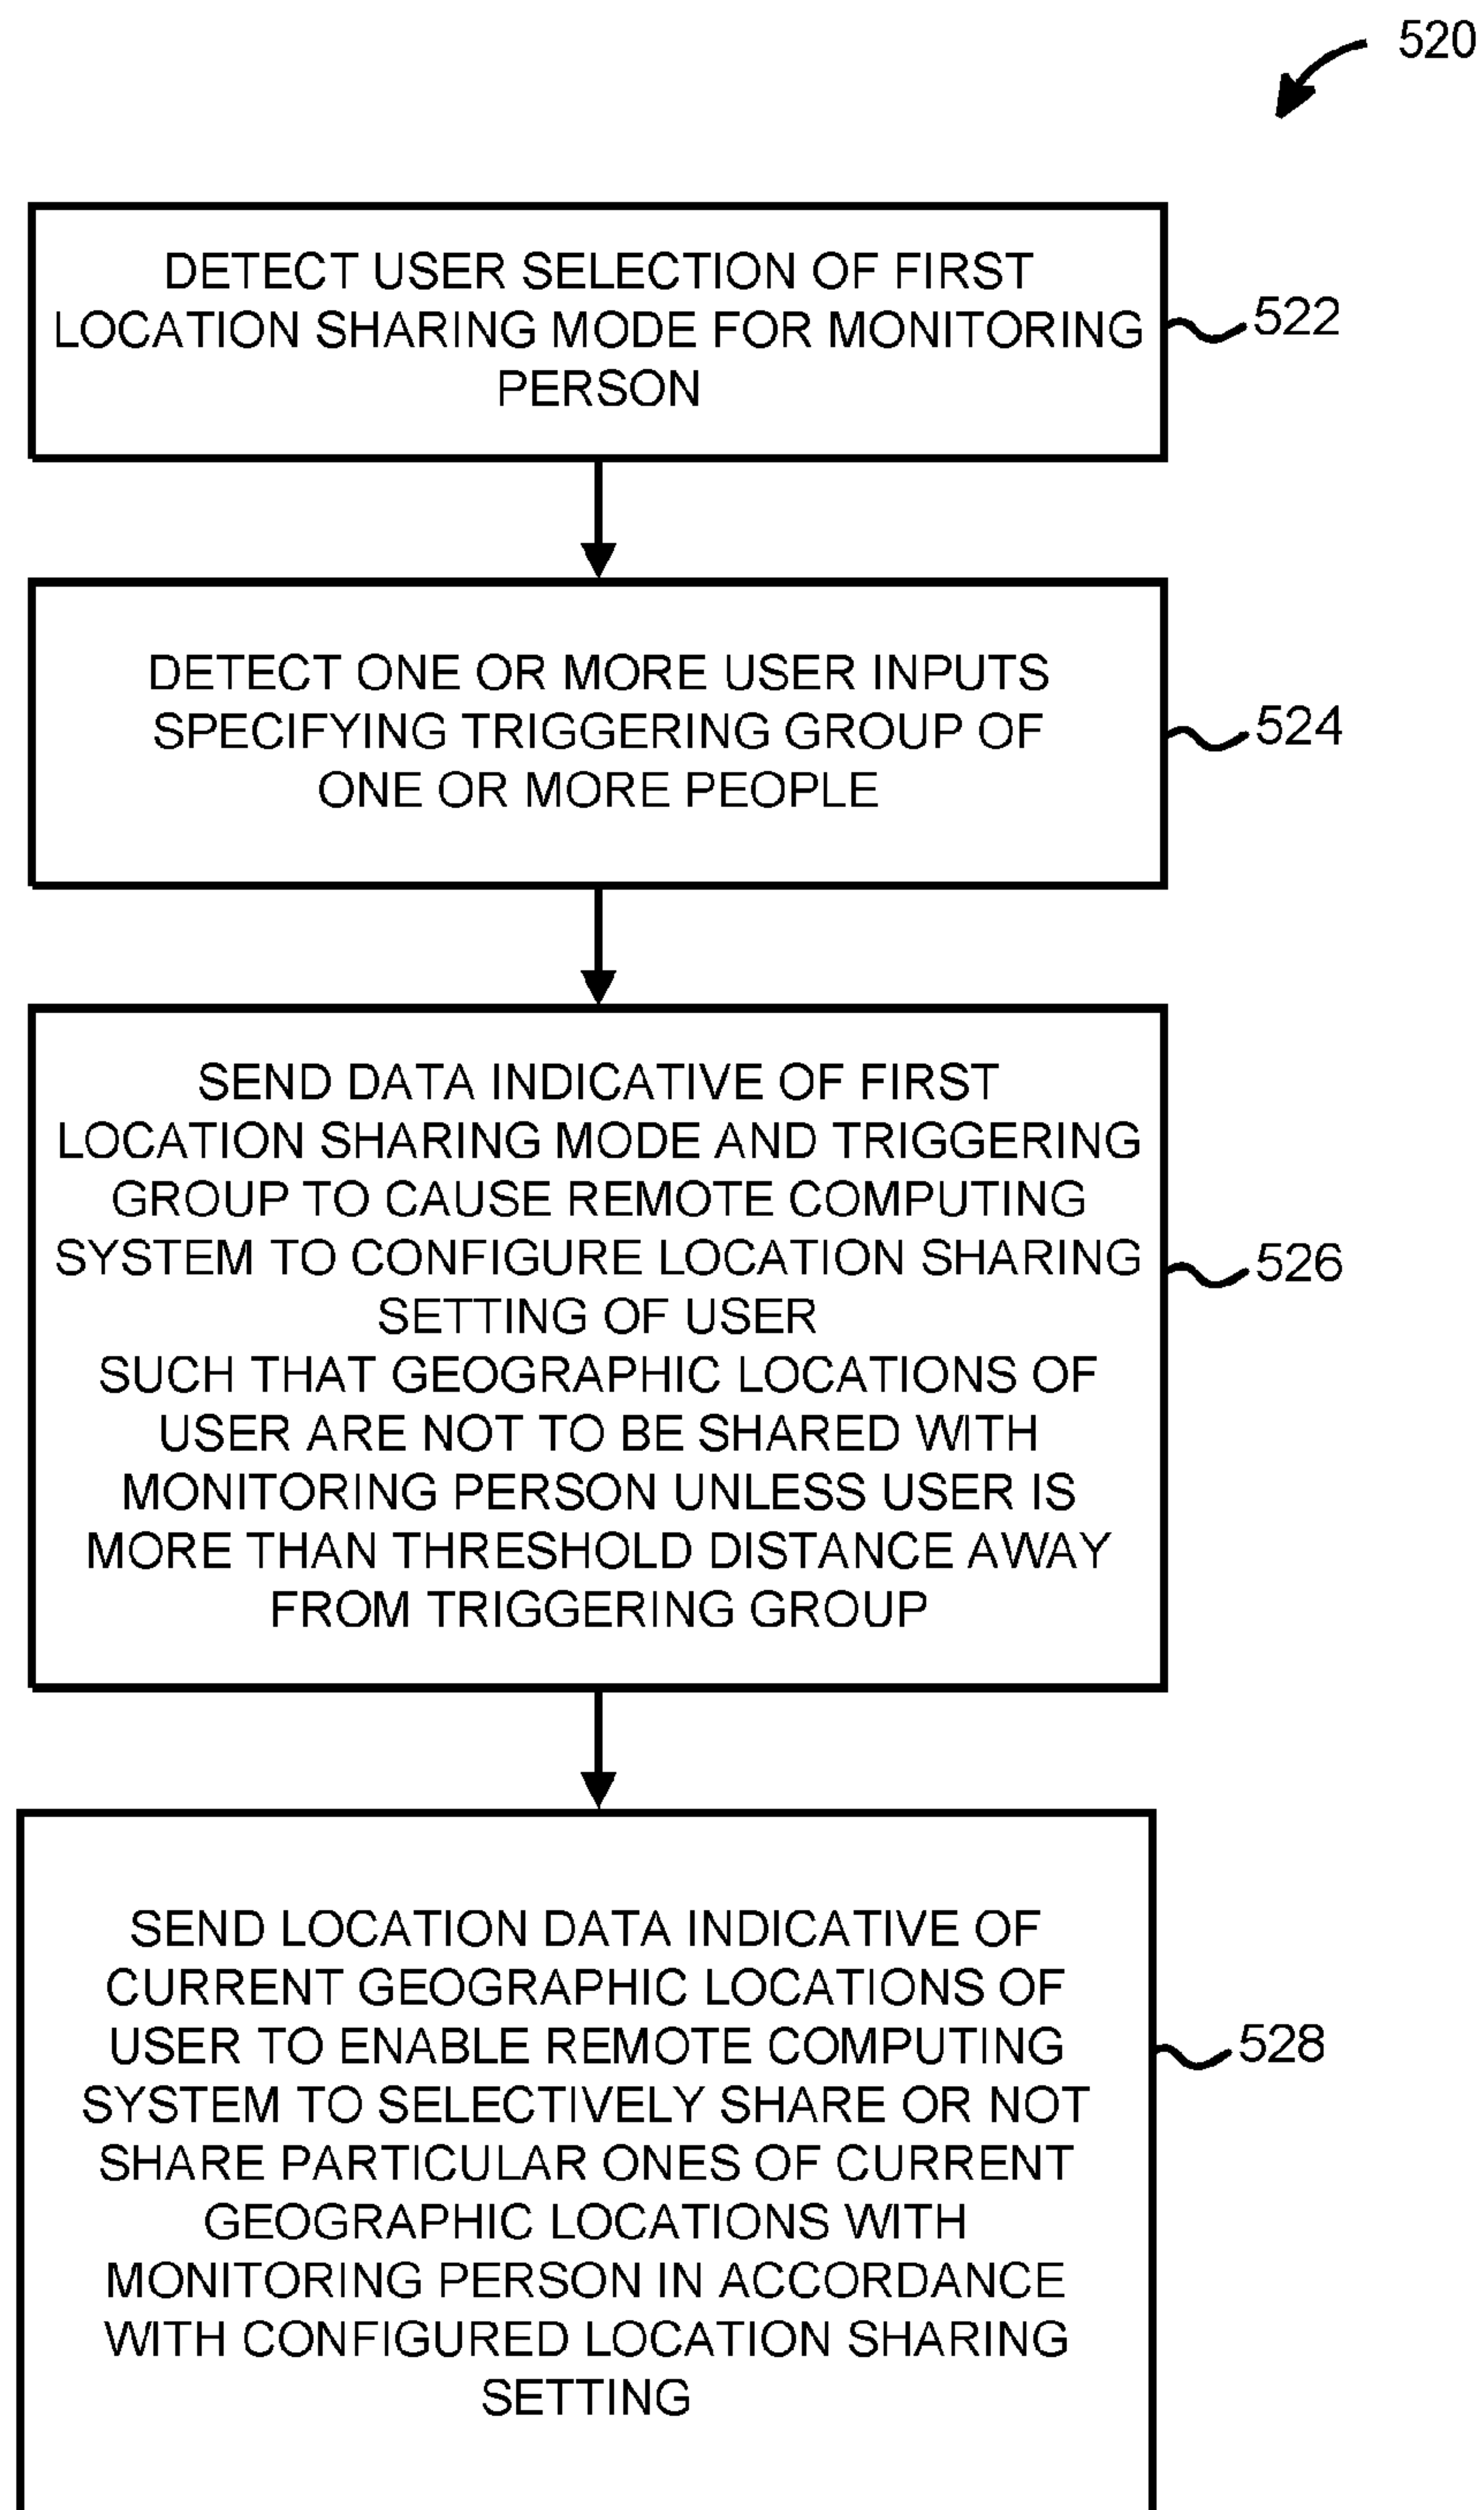 520
DETECT USER SELECTION OF FIRST
LOCATION SHARING MODE FOR MONITORING
PERSON
522
DETECT ONE OR MORE USER INPUTS
SPECIFYING TRIGGERING GROUP OF
ONE OR MORE PEOPLE
524
SEND DATA INDICATIVE OF FIRST
LOCATION SHARING MODE AND TRIGGERING
GROUP TO CAUSE REMOTE COMPUTING
SYSTEM TO CONFIGURE LOCATION SHARING
SETTING OF USER
SUCH THAT GEOGRAPHIC LOCATIONS OF
USER ARE NOT TO BE SHARED WITH
MONITORING PERSON UNLESS USER IS
MORE THAN THRESHOLD DISTANCE AWAY
FROM TRIGGERING GROUP
526
SEND LOCATION DATA INDICATIVE OF
CURRENT GEOGRAPHIC LOCATIONS OF
USER TO ENABLE REMOTE COMPUTING
SYSTEM TO SELECTIVELY SHARE OR NOT
SHARE PARTICULAR ONES OF CURRENT
GEOGRAPHIC LOCATIONS WITH
MONITORING PERSON IN ACCORDANCE
WITH CONFIGURED LOCATION SHARING
SETTING
528